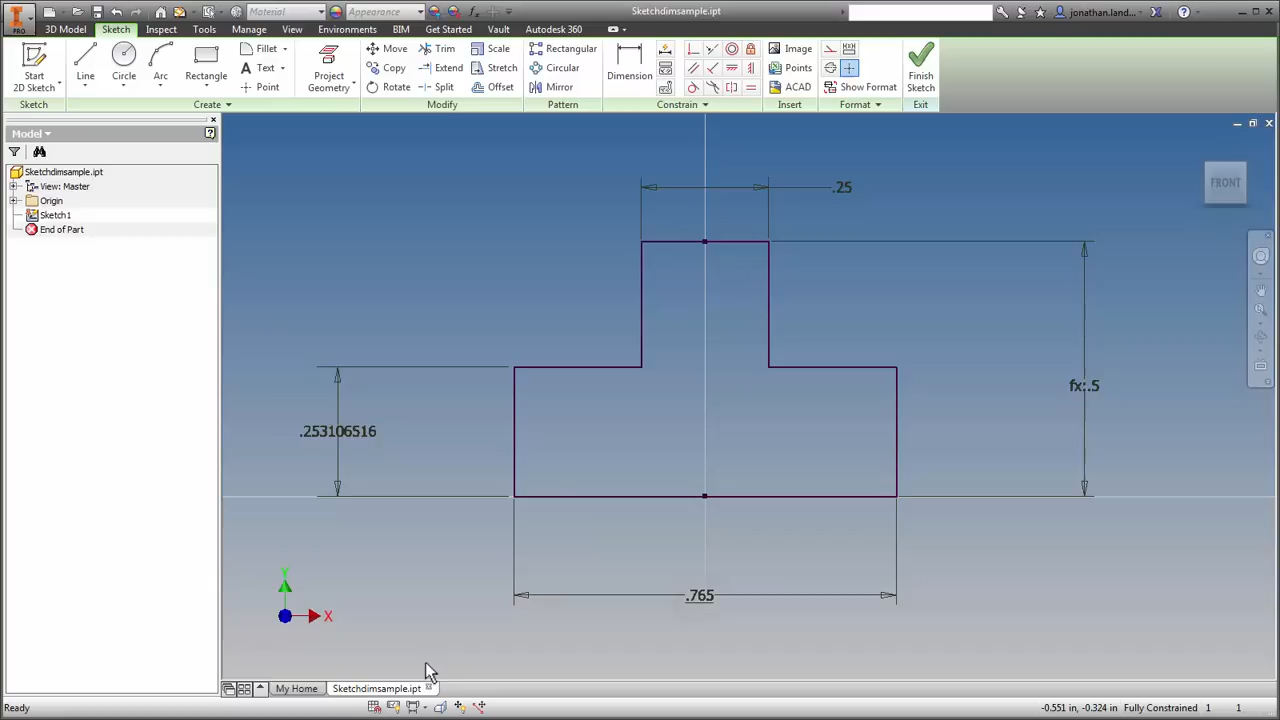 Material
Appearance
Sketchdimsample.ipt
jonathan.land...
PRO
3D Model
Sketch
Inspect
Tools
Manage
View
Environments
BIM
Get Started
Vault
Autodesk 360
Start
2D Sketch
Line
Circle
Arc
Rectangle
Fillet
Text
Point
Project
Geometry
Move
Copy
Rotate
Trim
Extend
Split
Scale
Stretch
Offset
Rectangular
Circular
Mirror
Dimension
Image
Points
ACAD
Show Format
Finish
Sketch
Sketch
Create
Modify
Pattern
Constrain
Insert
Format
Exit
Model
Sketchdimsample.ipt
View: Master
Origin
Sketch1
End of Part
FRONT
.25
fx:.5
.253106516
.765
Y
X
My Home
Sketchdimsample.ipt
Ready
-0.551 in, -0.324 in
Fully Constrained
1
1